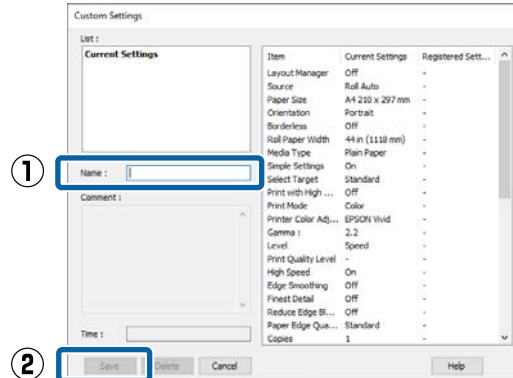 Custom Settings
List :
Current Settings
① Name :
Comment :
Time :
② Save Delete Cancel
Item Current Settings Registered Sett...
Layout Manager Off -
Source Roll Auto -
Paper Size A4 210 x 297 mm -
Orientation Portrait -
Borderless Off -
Roll Paper Width 44 in (1118 mm) -
Media Type Plain Paper -
Simple Settings On -
Select Target Standard -
Print with High ... Off -
Print Mode Color -
Printer Color Adj... EPSON Vivid -
Gamma : 2.2 -
Level Speed -
Print Quality Level - -
High Speed On -
Edge Smoothing Off -
Finest Detail Off -
Reduce Edge Bl... Off -
Paper Edge Qua... Standard -
Copies 1 -
Help